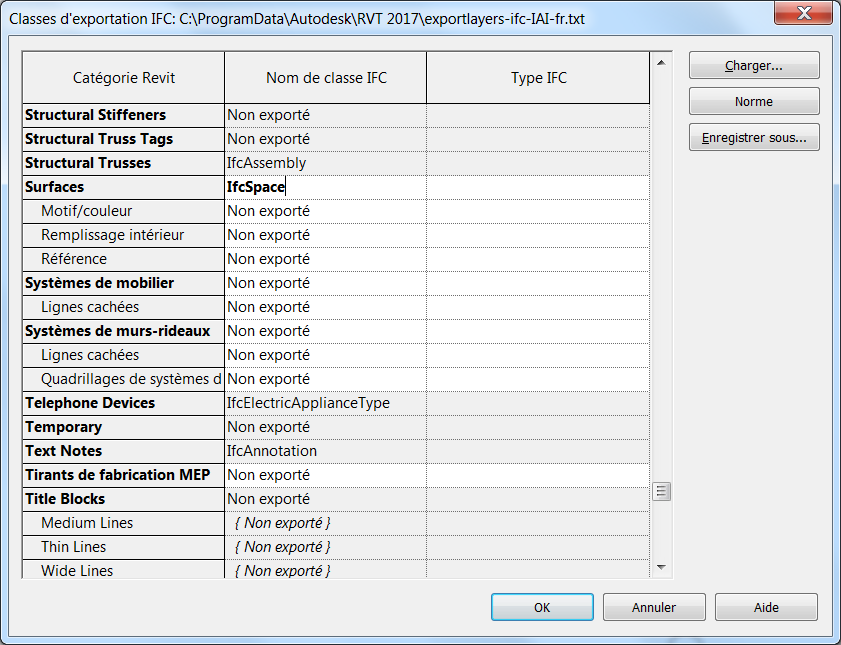 Classes d'exportation IFC: C:\ProgramData\Autodesk\RVT 2017\exportlayers-ifc-IAI-fr.txt
Catégorie Revit Nom de classe IFC Type IFC
Structural Stiffeners Non exporté
Structural Truss Tags Non exporté
Structural Trusses IfcAssembly
Surfaces IfcSpace
Motif/couleur Non exporté
Remplissage intérieur Non exporté
Référence Non exporté
Systèmes de mobilier Non exporté
Lignes cachées Non exporté
Systèmes de murs-rideaux Non exporté
Lignes cachées Non exporté
Quadrillages de systèmes d Non exporté
Telephone Devices IfcElectricApplianceType
Temporary Non exporté
Text Notes IfcAnnotation
Tirants de fabrication MEP Non exporté
Title Blocks Non exporté
Medium Lines { Non exporté }
Thin Lines { Non exporté }
Wide Lines { Non exporté }
Charger...
Norme
Enregistrer sous...
OK Annuler Aide